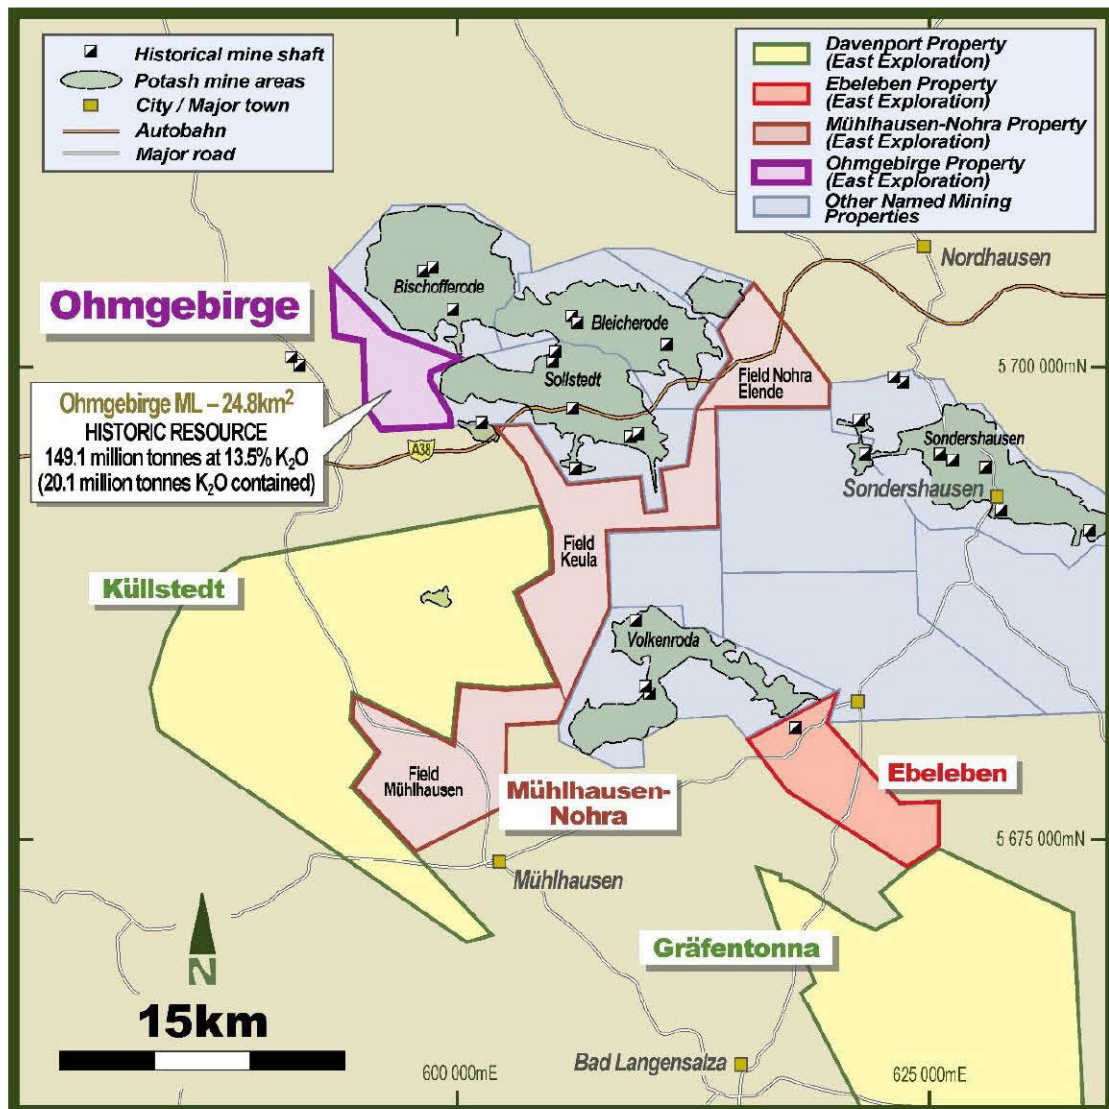 Historical mine shaft
Potash mine areas
City / Major town
Autobahn
Major road
Davenport Property
(East Exploration)
Ebeleben Property
(East Exploration)
Mühlhausen-Nohra Property
(East Exploration)
Ohmgebirge Property
(East Exploration)
Other Named Mining
Properties
Nordhausen
Bischofferode
Ohmgebirge
Bleicherode
5 700 000mN
Field Nohra
Elende
Sollstedt
Ohmgebirge ML – 24.8km²
HISTORIC RESOURCE
149.1 million tonnes at 13.5% K₂O
(20.1 million tonnes K₂O contained)
A38
Sondershausen
Sondershausen
Field
Keula
Küllstedt
Volkenroda
Field
Mühlhausen
Mühlhausen-
Nohra
Ebeleben
5 675 000mN
Mühlhausen
Gräfentonna
N
15km
Bad Langensalza
600 000mE
625 000mE